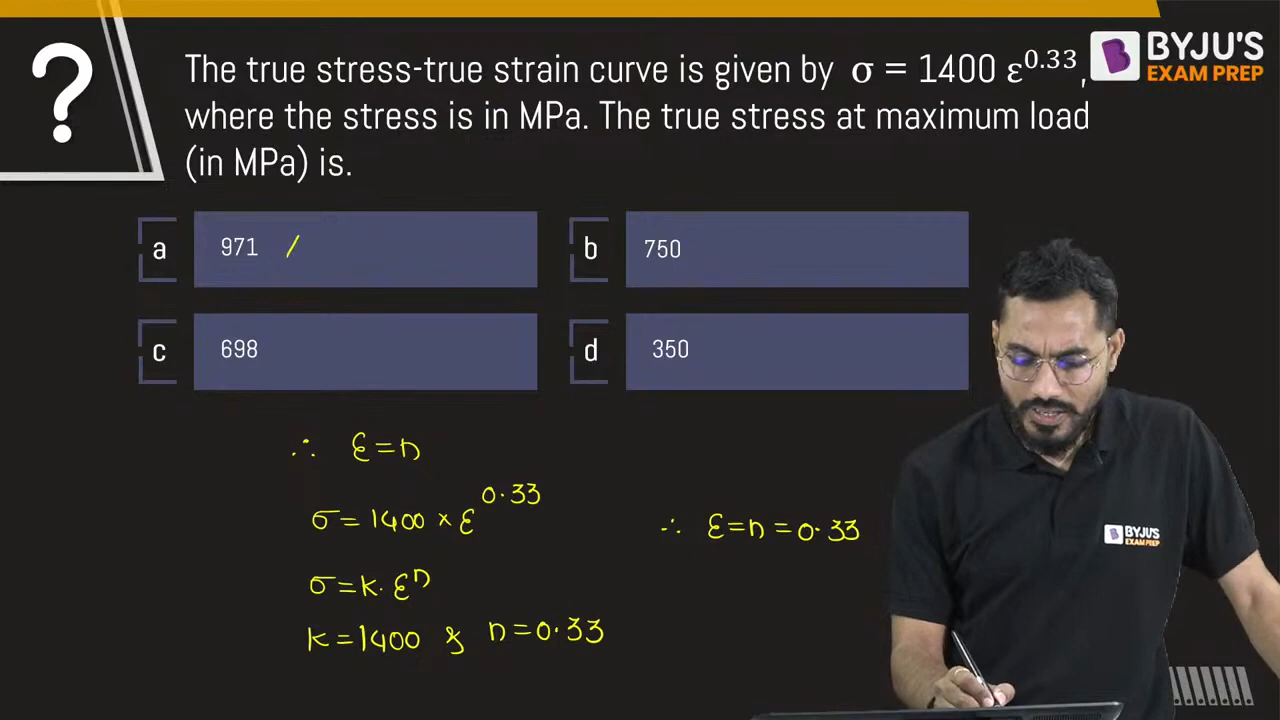 ?
The true stress-true strain curve is given by σ = 1400 ε^0.33,
where the stress is in MPa. The true stress at maximum load
(in MPa) is.
BYJU'S
EXAM PREP
a 971 /
b 750
c 698
d 350
∴ ε=n
σ=1400×ε^0.33
∴ ε=n=0.33
σ=k.ε^n
k=1400 & n=0.33
BYJU'S
EXAM PREP